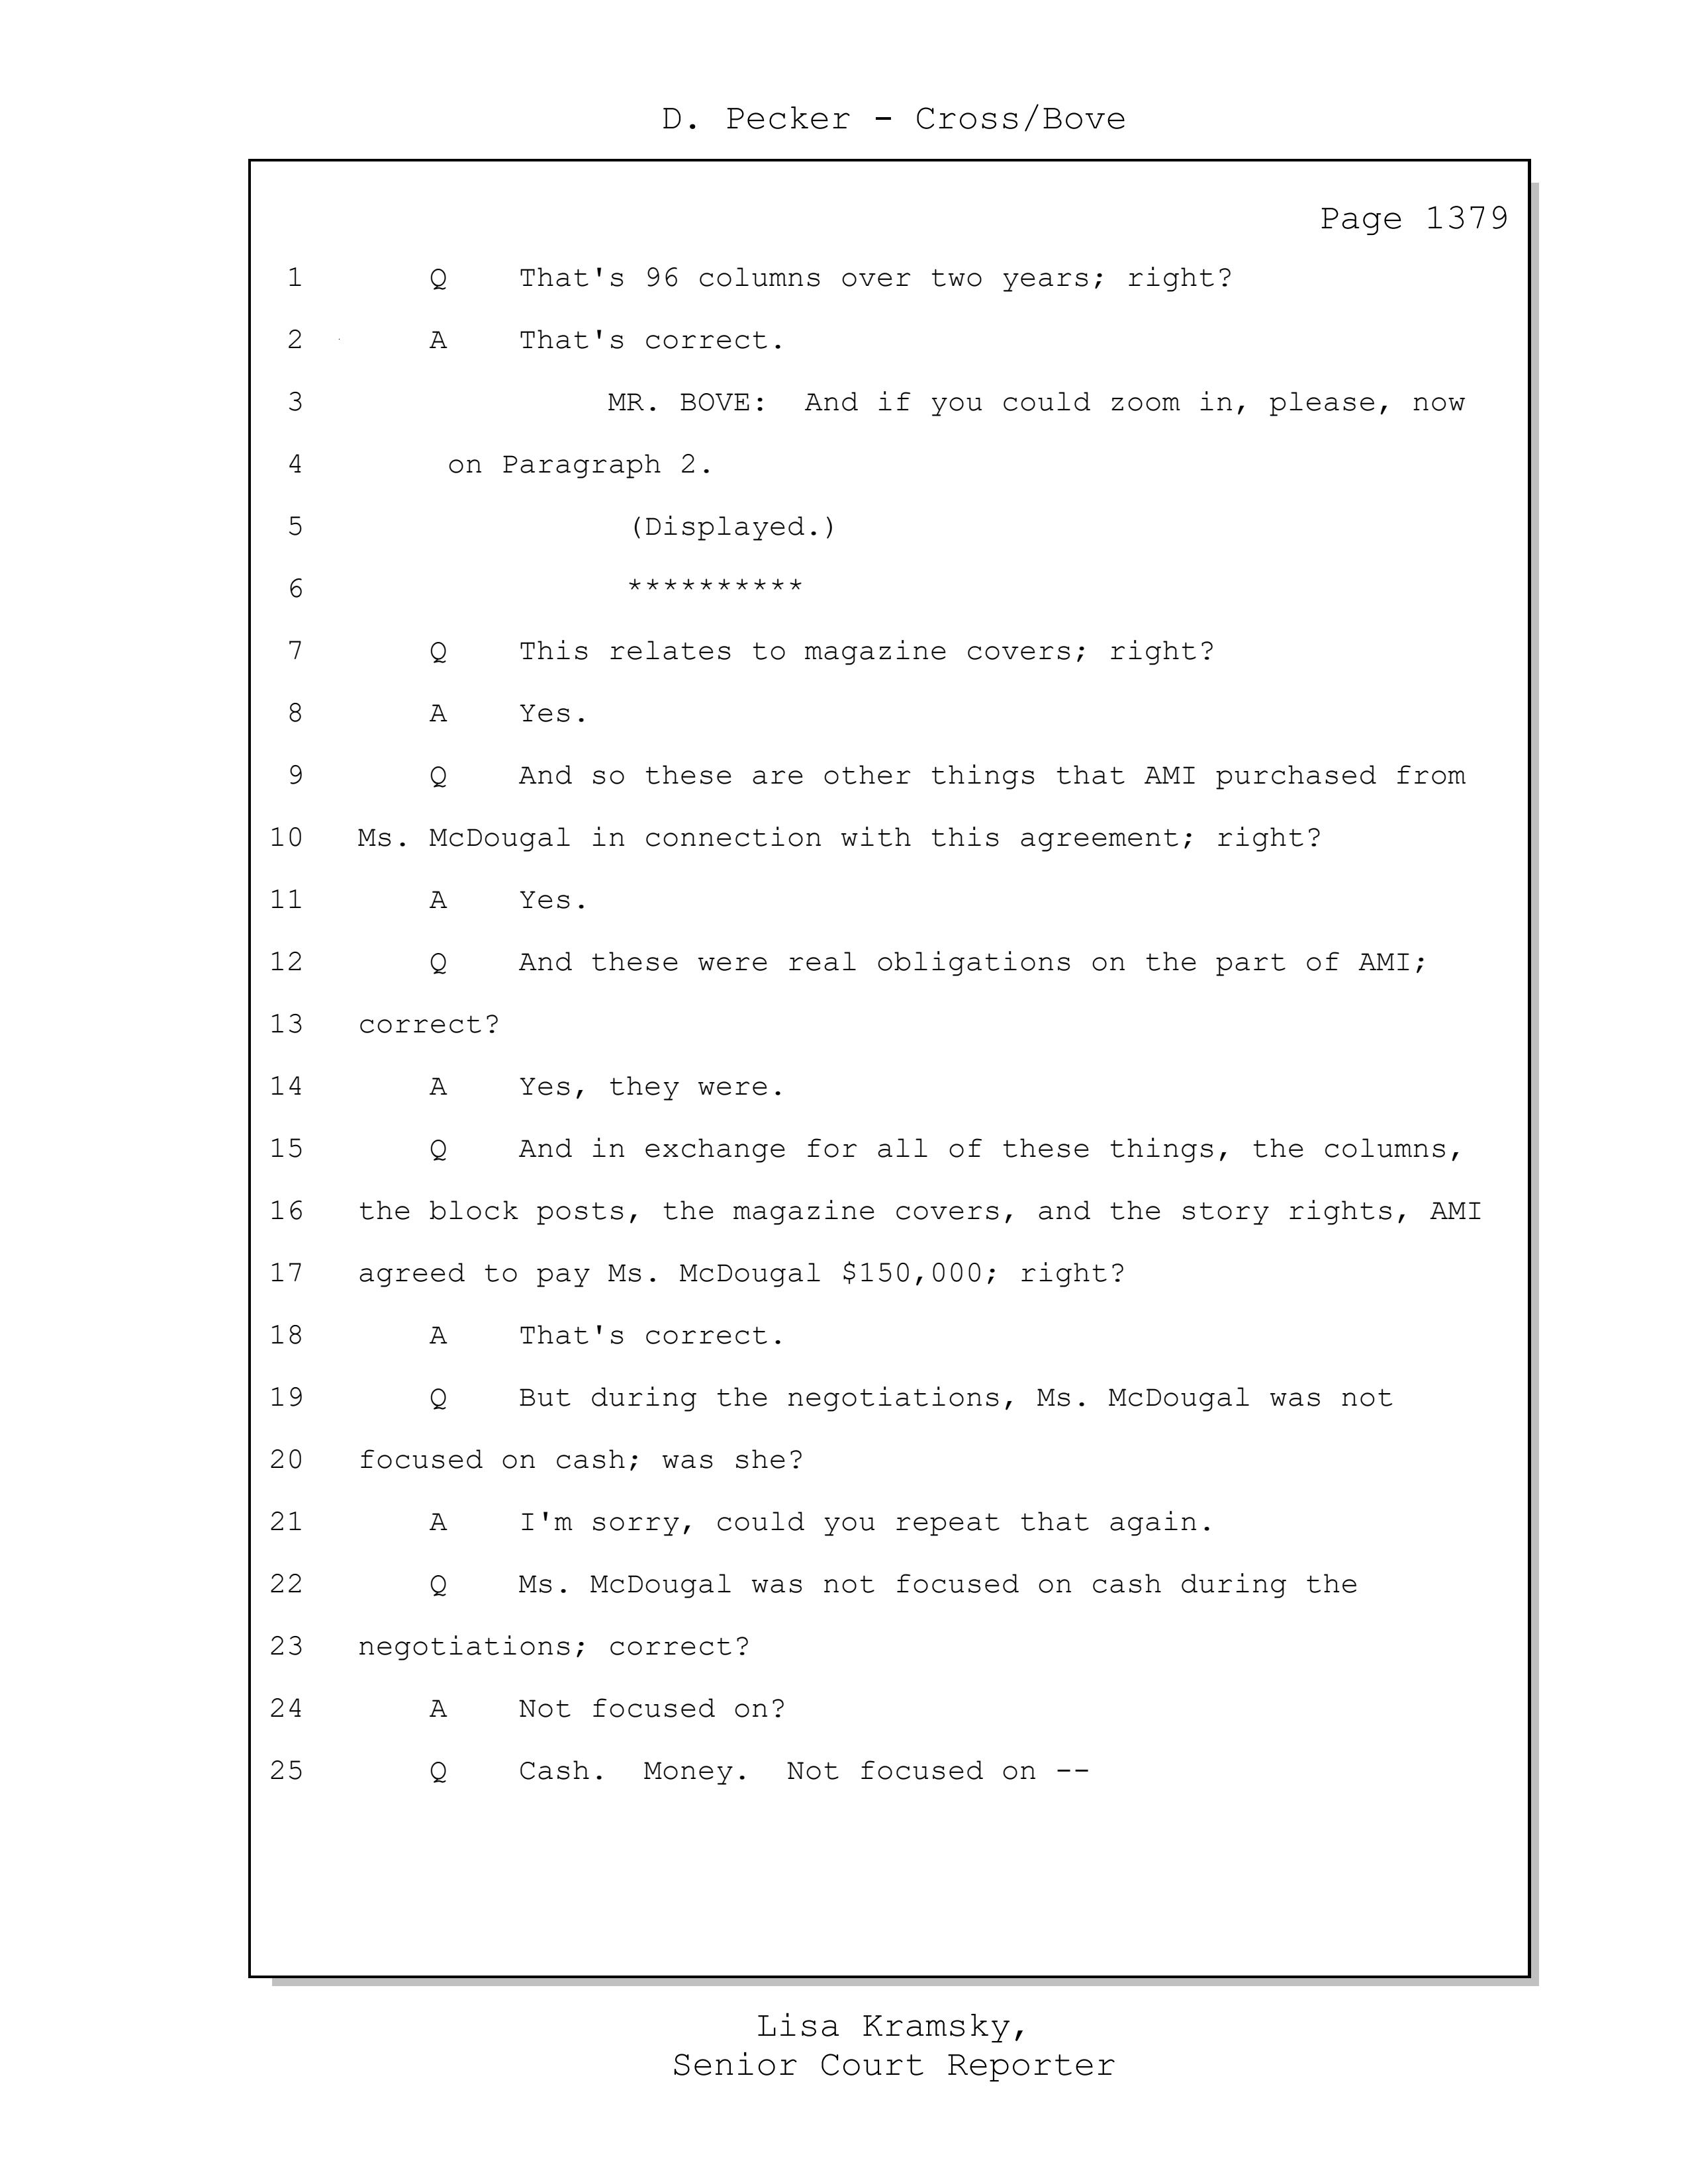 D. Pecker - Cross/Bove
Page 1379
1 Q That's 96 columns over two years; right?
2 A That's correct.
3 MR. BOVE: And if you could zoom in, please, now
4 on Paragraph 2.
5 (Displayed.)
6 **********
7 Q This relates to magazine covers; right?
8 A Yes.
9 Q And so these are other things that AMI purchased from
10 Ms. McDougal in connection with this agreement; right?
11 A Yes.
12 Q And these were real obligations on the part of AMI;
13 correct?
14 A Yes, they were.
15 Q And in exchange for all of these things, the columns,
16 the block posts, the magazine covers, and the story rights, AMI
17 agreed to pay Ms. McDougal $150,000; right?
18 A That's correct.
19 Q But during the negotiations, Ms. McDougal was not
20 focused on cash; was she?
21 A I'm sorry, could you repeat that again.
22 Q Ms. McDougal was not focused on cash during the
23 negotiations; correct?
24 A Not focused on?
25 Q Cash. Money. Not focused on --
Lisa Kramsky,
Senior Court Reporter